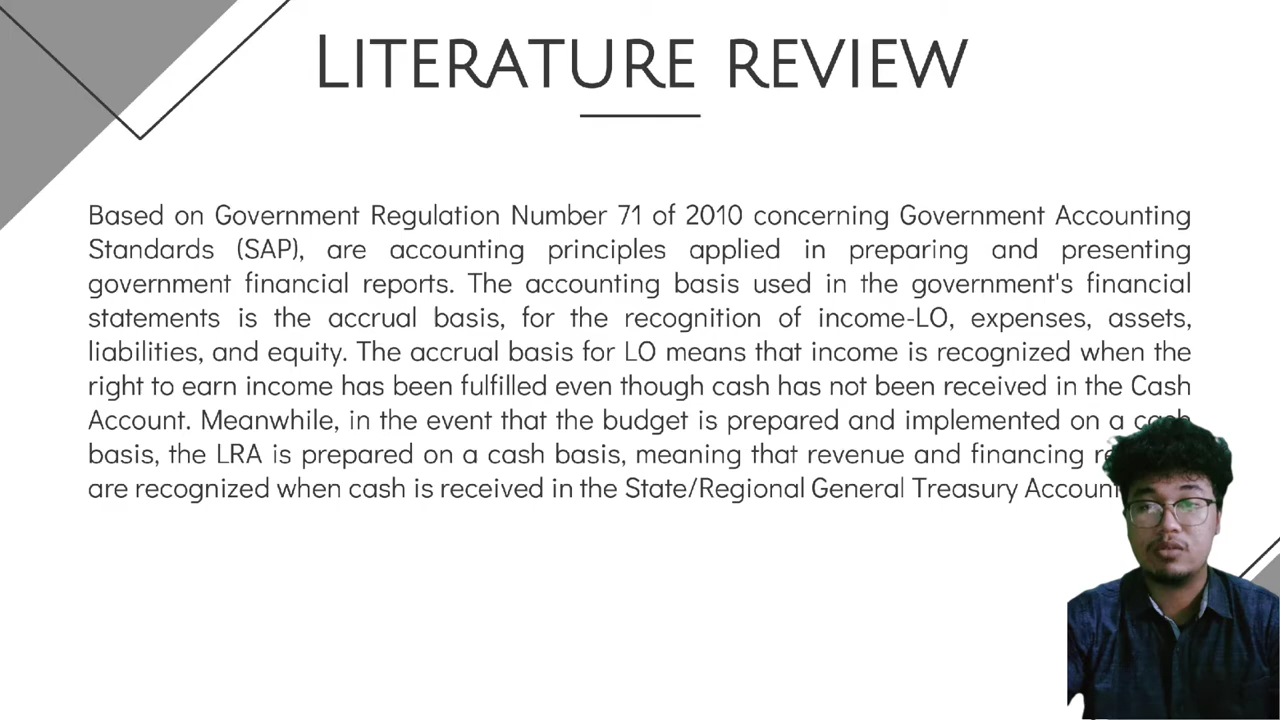 LITERATURE REVIEW
Based on Government Regulation Number 71 of 2010 concerning Government Accounting
Standards (SAP), are accounting principles applied in preparing and presenting
government financial reports. The accounting basis used in the government's financial
statements is the accrual basis, for the recognition of income-LO, expenses, assets,
liabilities, and equity. The accrual basis for LO means that income is recognized when the
right to earn income has been fulfilled even though cash has not been received in the Cash
Account. Meanwhile, in the event that the budget is prepared and implemented on a cash
basis, the LRA is prepared on a cash basis, meaning that revenue and financing
are recognized when cash is received in the State/Regional General Treasury Account